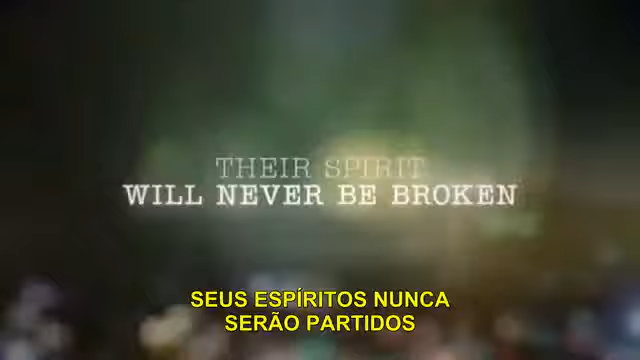 THEIR SPIRIT
WILL NEVER BE BROKEN
SEUS ESPÍRITOS NUNCA
SERÃO PARTIDOS